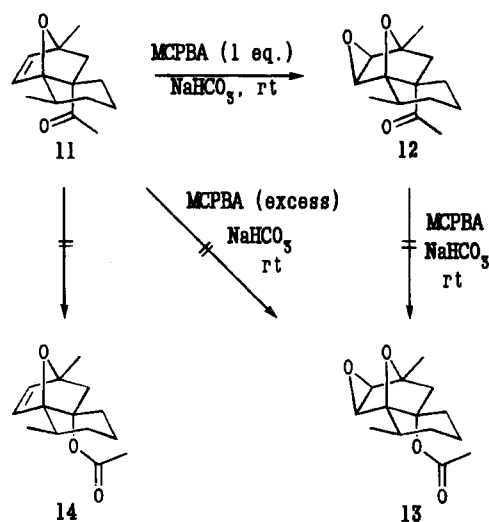 O
O
O
MCPBA (1 eq.)
NaHCO3, rt
O
O
11
12
MCPBA (excess)
NaHCO3
rt
MCPBA
NaHCO3
rt
O
O
O
O
O
O
O
14
13